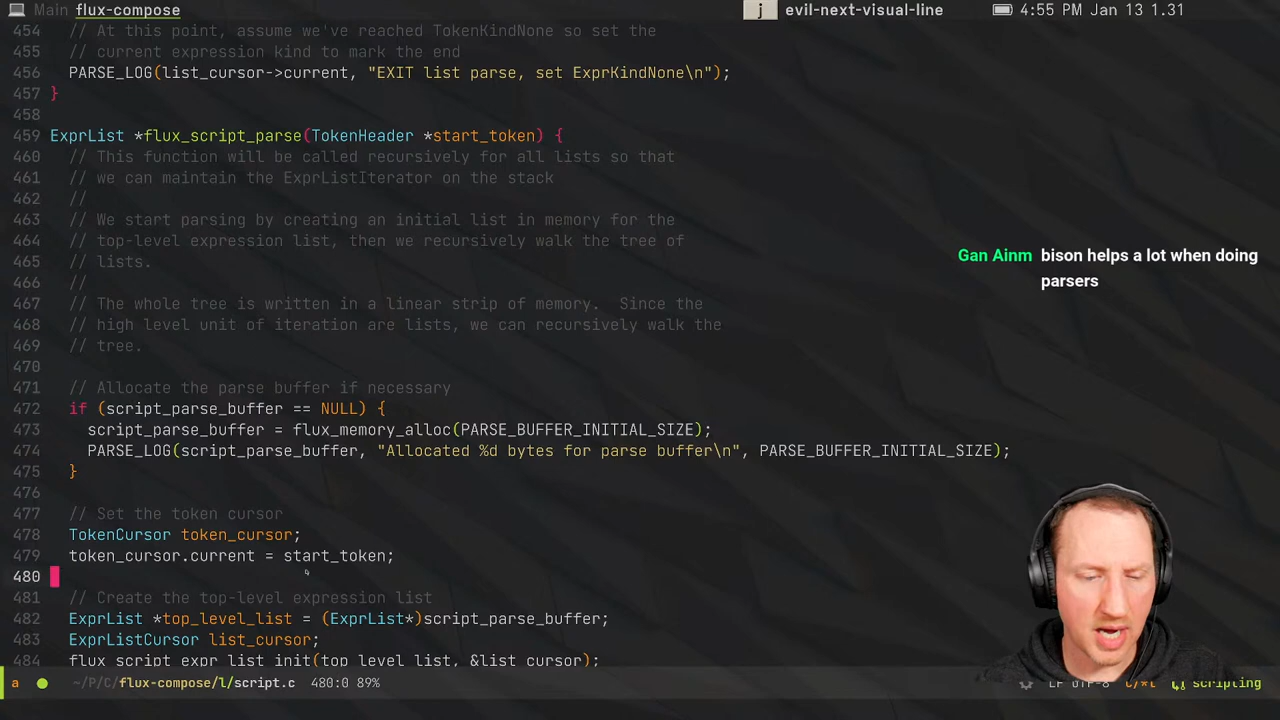 Main flux-compose j evil-next-visual-line 4:55 PM Jan 13 1.31
454 // At this point, assume we've reached TokenKindNone so set the
455 // current expression kind to mark the end
456 PARSE_LOG(list_cursor->current, "EXIT list parse, set ExprKindNone\n");
457 }
458
459 ExprList *flux_script_parse(TokenHeader *start_token) {
460 // This function will be called recursively for all lists so that
461 // we can maintain the ExprListIterator on the stack
462 //
463 // We start parsing by creating an initial list in memory for the
464 // top-level expression list, then we recursively walk the tree of
465 // lists.
466 //
467 // The whole tree is written in a linear strip of memory. Since the
468 // high level unit of iteration are lists, we can recursively walk the
469 // tree.
470
471 // Allocate the parse buffer if necessary
472 if (script_parse_buffer == NULL) {
473 script_parse_buffer = flux_memory_alloc(PARSE_BUFFER_INITIAL_SIZE);
474 PARSE_LOG(script_parse_buffer, "Allocated %d bytes for parse buffer\n", PARSE_BUFFER_INITIAL_SIZE);
475 }
476
477 // Set the token cursor
478 TokenCursor token_cursor;
479 token_cursor.current = start_token;
480
481 // Create the top-level expression list
482 ExprList *top_level_list = (ExprList*)script_parse_buffer;
483 ExprListCursor list_cursor;
484 flux_script_expr_list_init(top_level_list, &list_cursor);
Gan Ainm bison helps a lot when doing
parsers
a ~/P/C/flux-compose/l/script.c 480:0 89% LF UTF-8 C/*l scripting